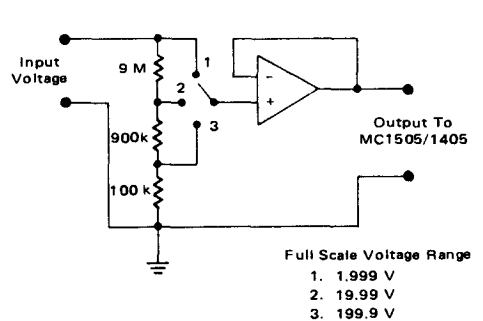 Input
Voltage
9 M
1
2
3
900k
100 k
-
+
Output To
MC1505/1405
Full Scale Voltage Range
1. 1.999 V
2. 19.99 V
3. 199.9 V